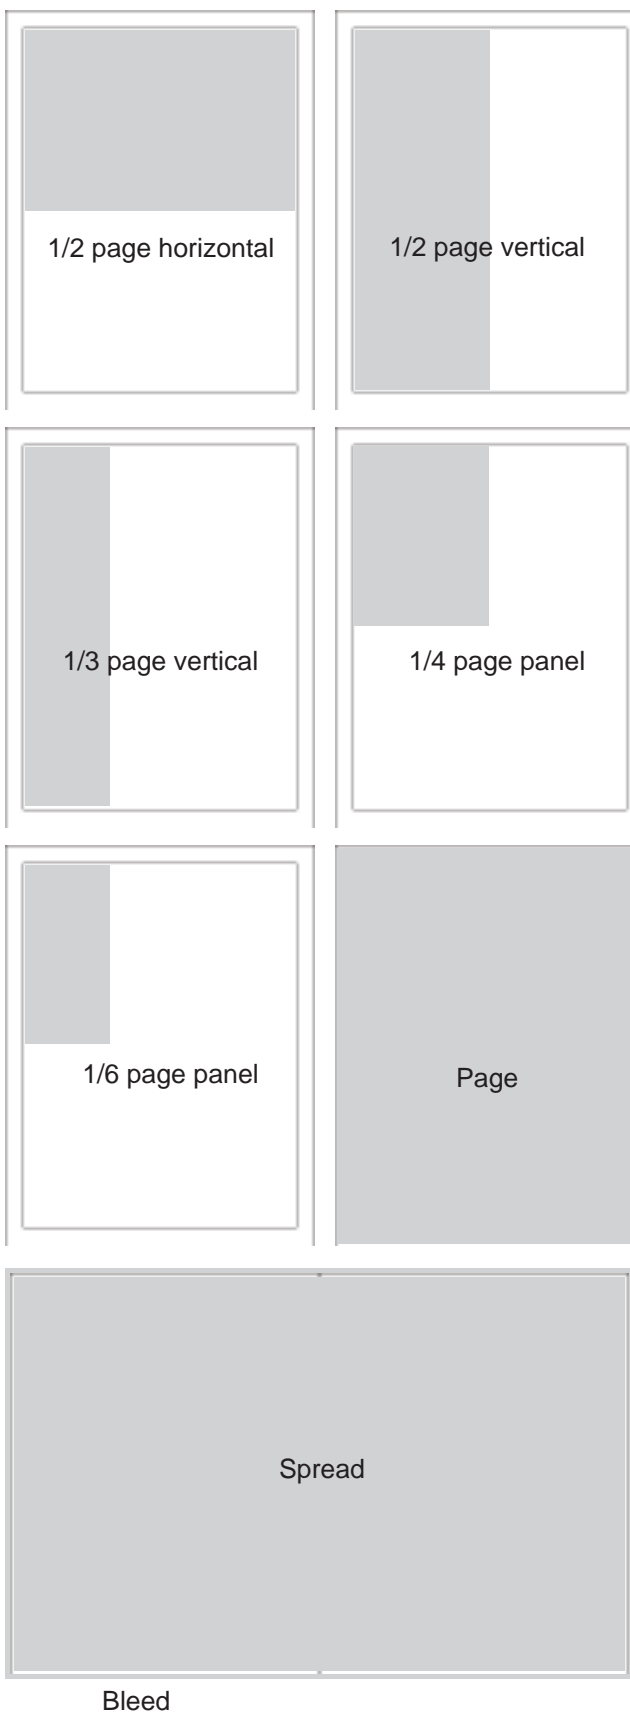 1/2 page horizontal
1/2 page vertical
1/3 page vertical
1/4 page panel
1/6 page panel
Page
Spread
Bleed